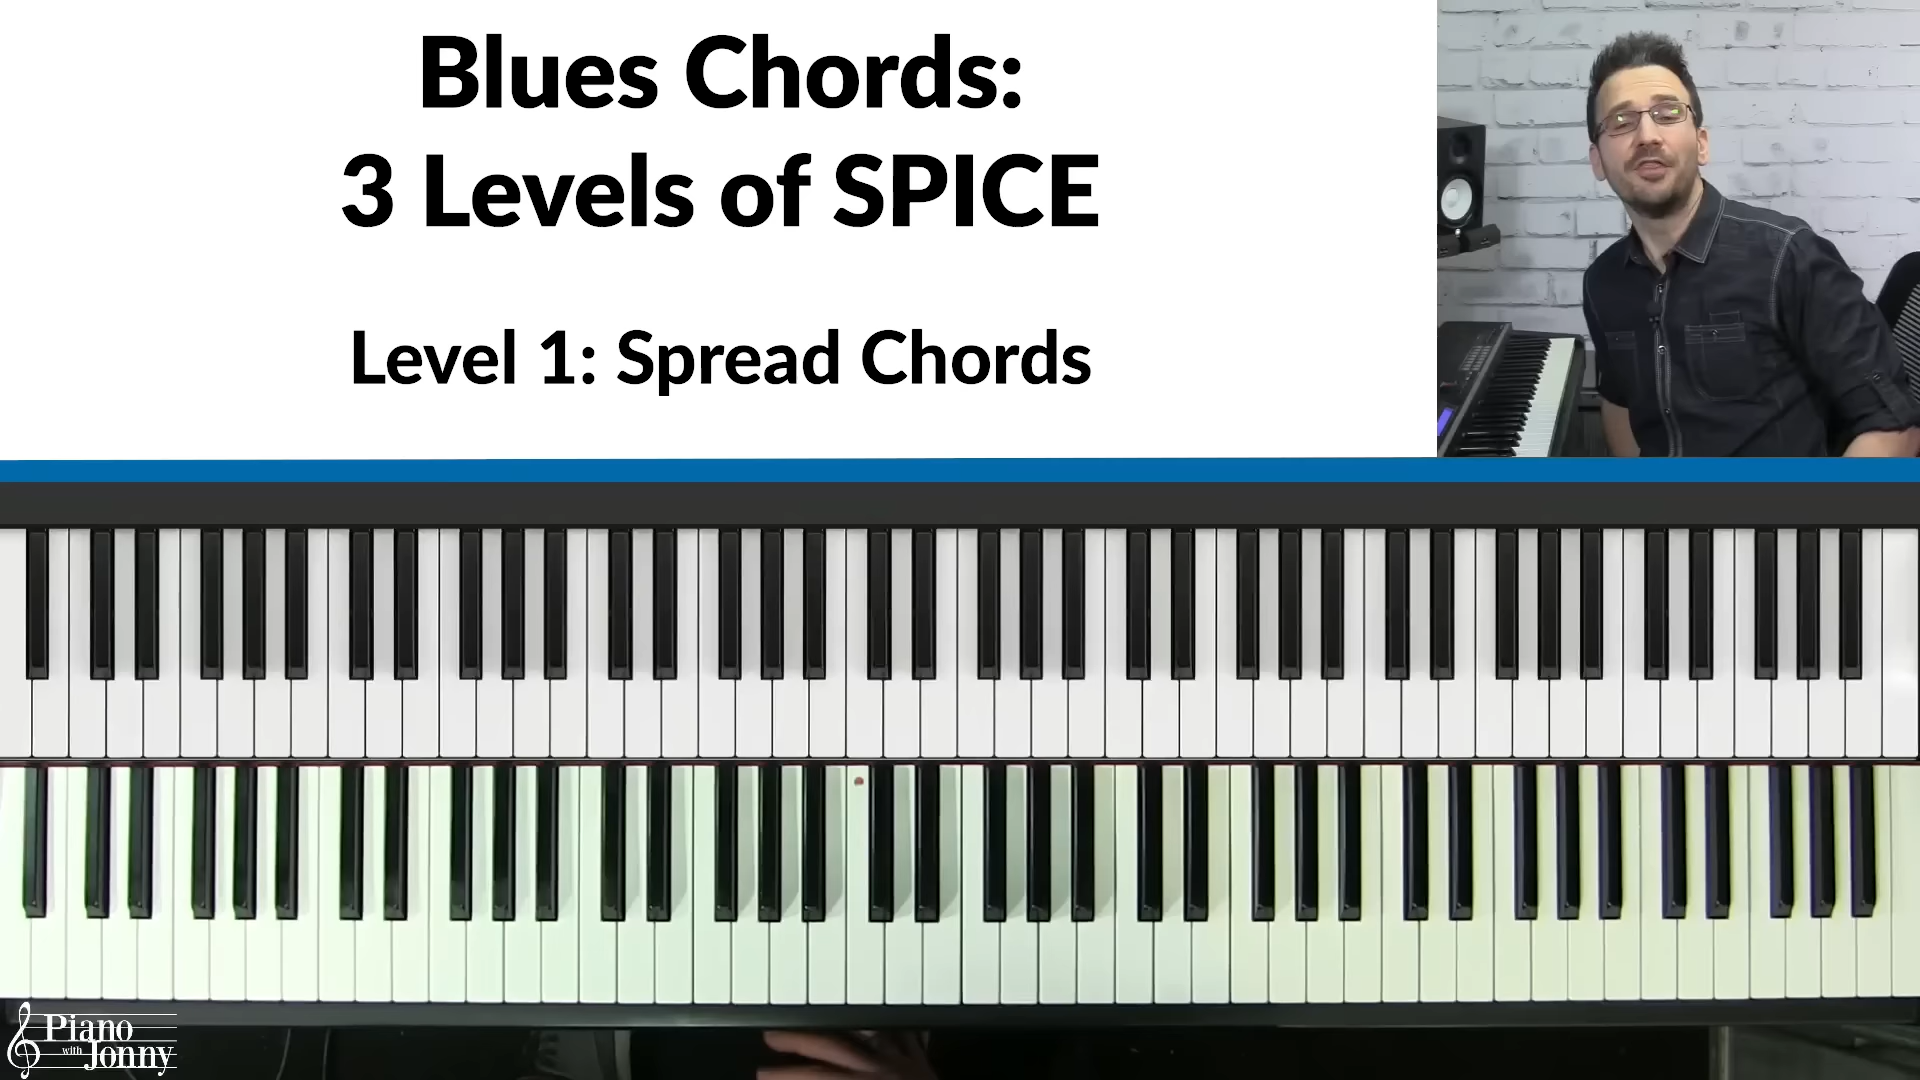 Blues Chords:
3 Levels of SPICE
Level 1: Spread Chords
Piano
with Jonny